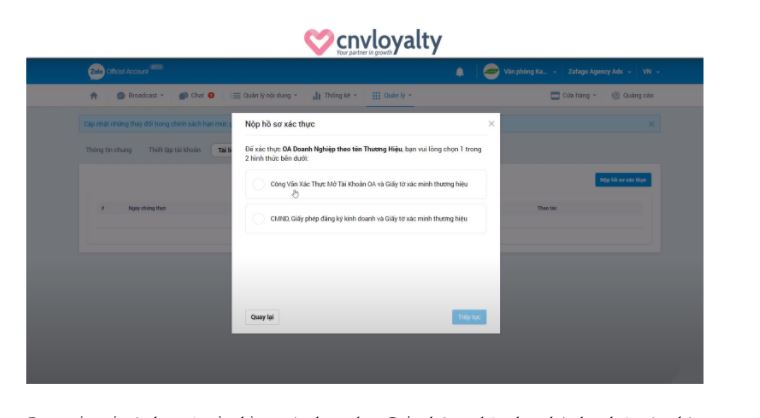 cnvloyalty
Your partner in growth
Zalo Official Account
Văn phòng Ka...
Zafago Agency Ads
VN
Broadcast
Chat
Quản lý nội dung
Thống kê
Quản lý
Cửa hàng
Quảng cáo
Cập nhật những thay đổi trong chính sách hạn mức,
Thông tin chung
Thiết lập tài khoản
Nộp hồ sơ xác thực
#
Ngày chứng thực
Thao tác
Nộp hồ sơ xác thực
Để xác thực OA Doanh Nghiệp theo tên Thương Hiệu, bạn vui lòng chọn 1 trong
2 hình thức bên dưới:
Công Văn Xác Thực Mở Tài Khoản OA và Giấy tờ xác minh thương hiệu
CMND, Giấy phép đăng ký kinh doanh và Giấy tờ xác minh thương hiệu
Quay lại
Tiếp tục